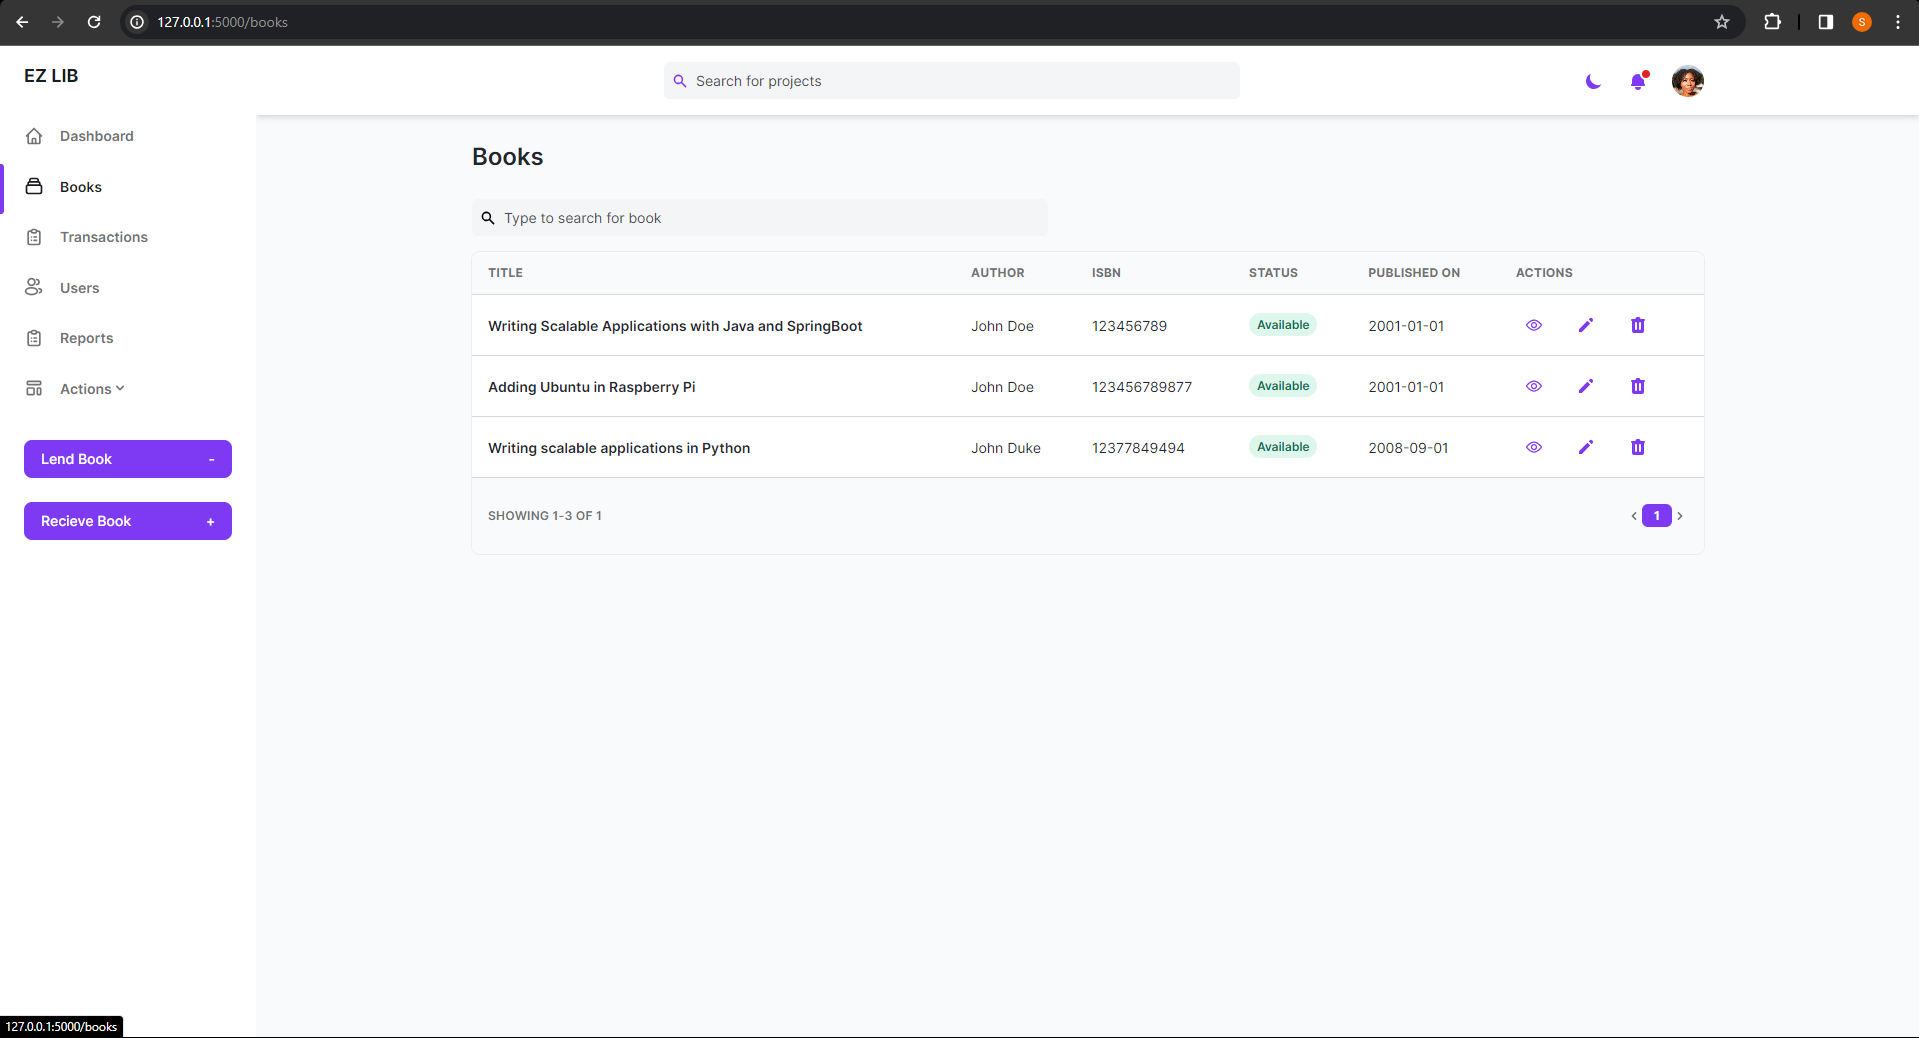 127.0.0.1:5000/books
S
EZ LIB
Search for projects
Dashboard
Books
Transactions
Users
Reports
Actions
Lend Book -
Recieve Book +
Books
Type to search for book
TITLE AUTHOR ISBN STATUS PUBLISHED ON ACTIONS
Writing Scalable Applications with Java and SpringBoot John Doe 123456789 Available 2001-01-01
Adding Ubuntu in Raspberry Pi John Doe 123456789877 Available 2001-01-01
Writing scalable applications in Python John Duke 12377849494 Available 2008-09-01
SHOWING 1-3 OF 1 1
127.0.0.1:5000/books